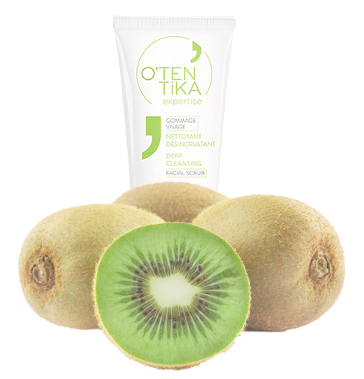 O'TEN
TiKA
expertise
GOMMAGE
VISAGE
NETTOYANT
DÉSINCRUSTANT
DEEP
CLEANSING
FACIAL SCRUB